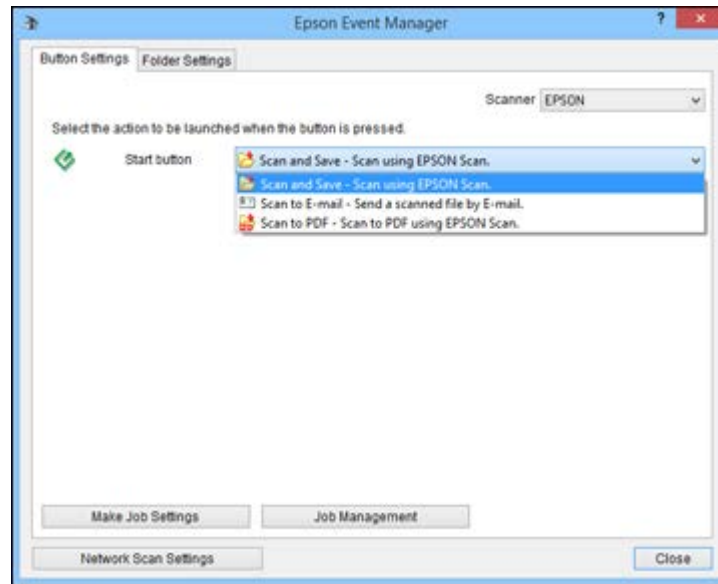 Epson Event Manager
?
Button Settings Folder Settings
Scanner EPSON
Select the action to be launched when the button is pressed.
Start button Scan and Save - Scan using EPSON Scan.
Scan and Save - Scan using EPSON Scan.
Scan to E-mail - Send a scanned file by E-mail.
Scan to PDF - Scan to PDF using EPSON Scan.
Make Job Settings Job Management
Network Scan Settings Close